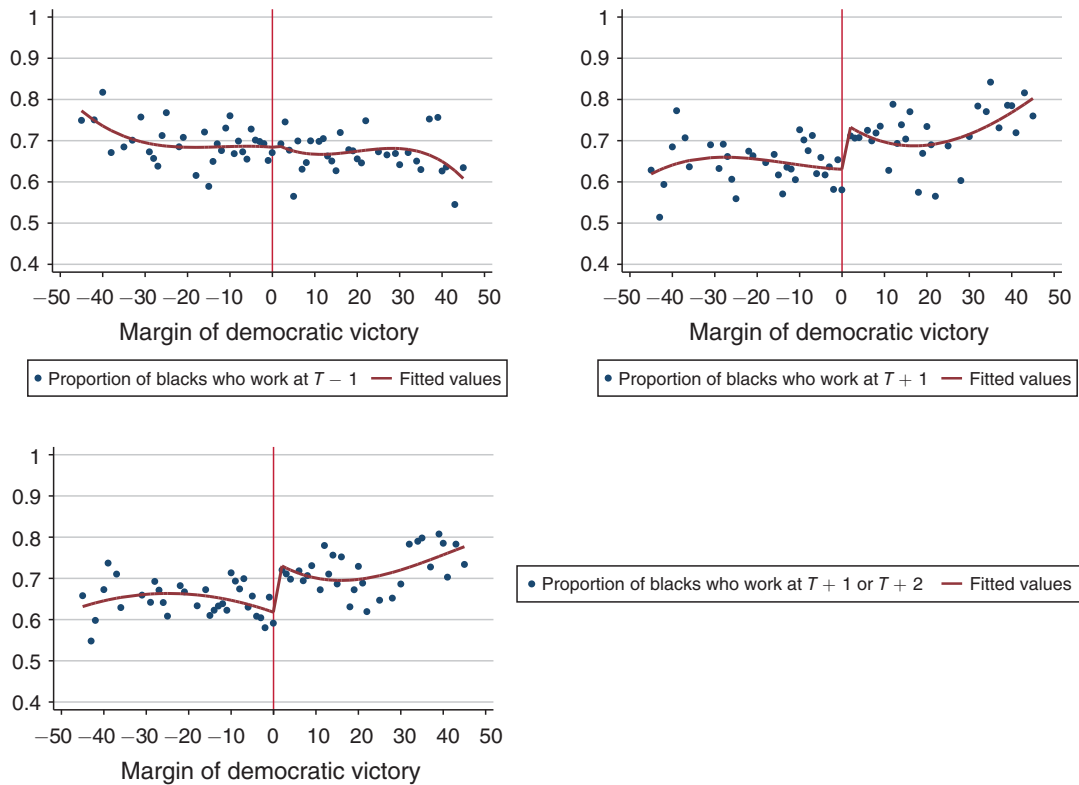 1
0.9
0.8
0.7
0.6
0.5
0.4
−50 −40 −30 −20 −10 0 10 20 30 40 50
Margin of democratic victory
Proportion of blacks who work at T − 1 Fitted values
1
0.9
0.8
0.7
0.6
0.5
0.4
−50 −40 −30 −20 −10 0 10 20 30 40 50
Margin of democratic victory
Proportion of blacks who work at T + 1 Fitted values
1
0.9
0.8
0.7
0.6
0.5
0.4
−50 −40 −30 −20 −10 0 10 20 30 40 50
Margin of democratic victory
Proportion of blacks who work at T + 1 or T + 2 Fitted values